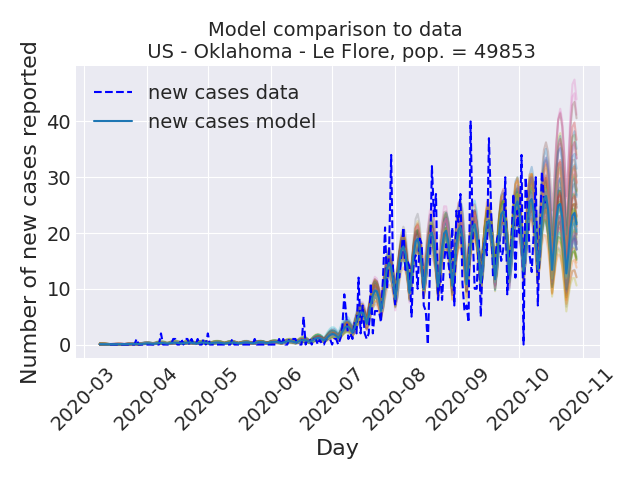 Model comparison to data
US - Oklahoma - Le Flore, pop. = 49853
Number of new cases reported
new cases data
new cases model
40
30
20
10
0
2020-03
2020-04
2020-05
2020-06
2020-07
2020-08
2020-09
2020-10
2020-11
Day